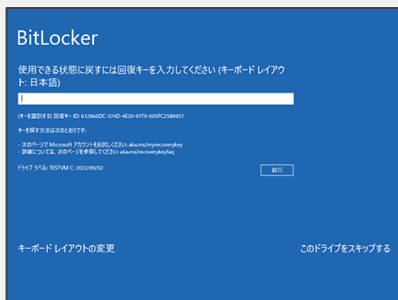 BitLocker
使用できる状態に戻すには回復キーを入力してください (キーボード レイアウ
ト: 日本語)
(キーを識別する) 回復キー ID: 612866DC-374D-4E20-97F9-005FC2589957
キーを探す方法は次のとおりです:
- 次のページで Microsoft アカウントをお試しください: aka.ms/myrecoverykey
- 詳細については、次のページを参照してください: aka.ms/recoverykeyfaq
ドライブ ラベル: TESTVM C: 2022/09/02
続行
キーボード レイアウトの変更
このドライブをスキップする